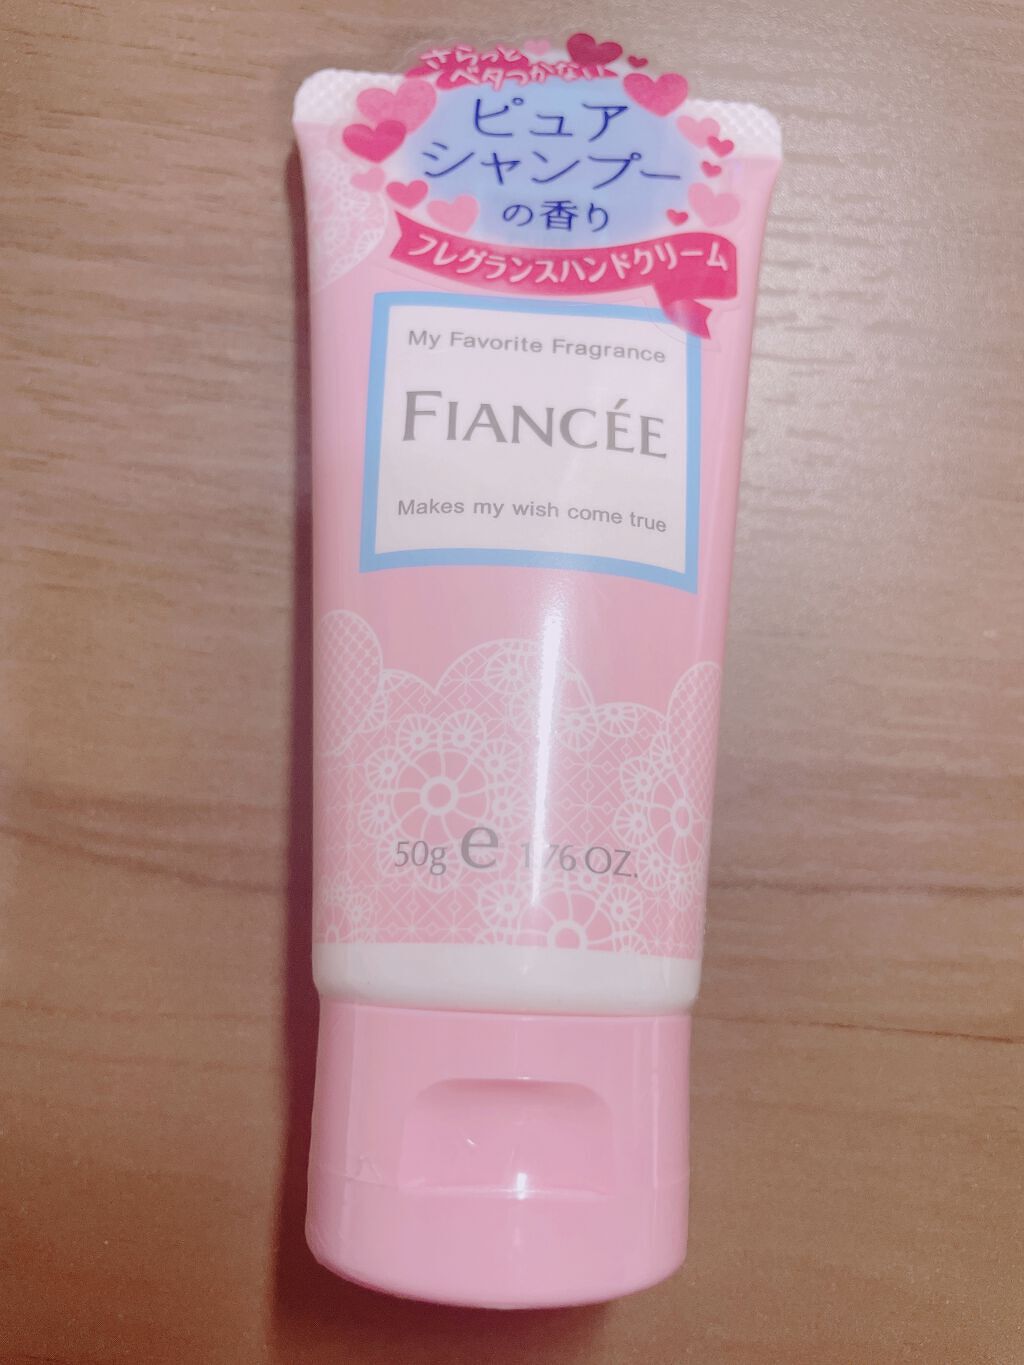 さらっと
ベタつかない
ピュア
シャンプー
の香り
フレグランスハンドクリーム
My Favorite Fragrance
FIANCÉE
Makes my wish come true
50g e 1.76 OZ.